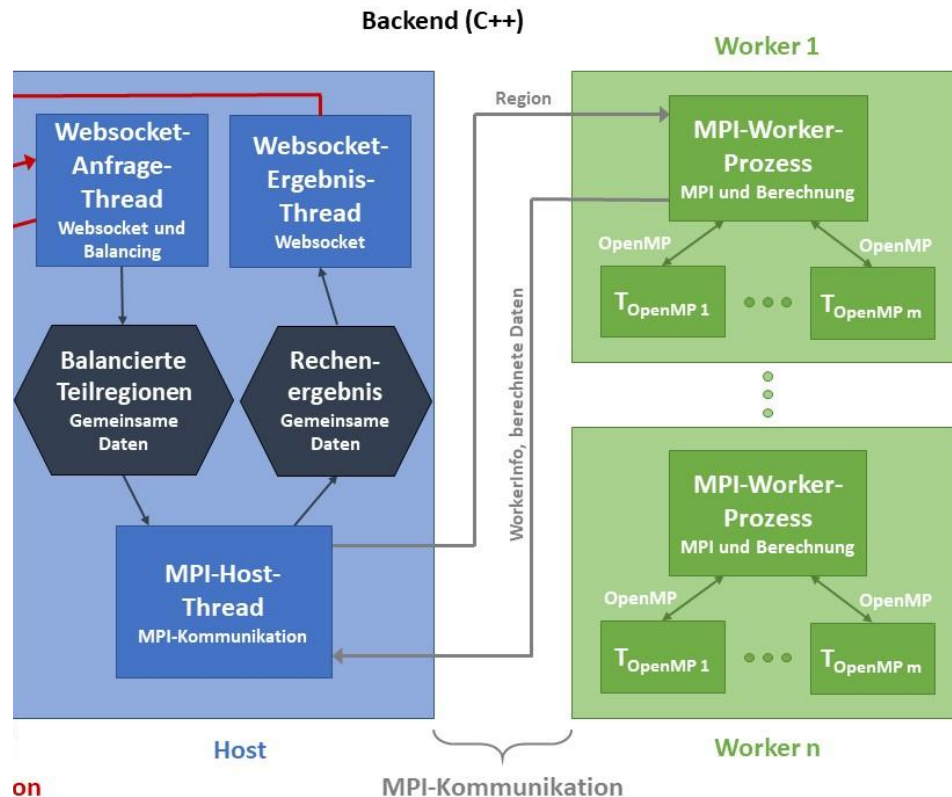 Backend (C++)
Worker 1
Websocket-
Anfrage-
Thread
Websocket und
Balancing
Websocket-
Ergebnis-
Thread
Websocket
Region
MPI-Worker-
Prozess
MPI und Berechnung
OpenMP
OpenMP
TOpenMP 1
TOpenMP m
Balancierte
Teilregionen
Gemeinsame
Daten
Rechen-
ergebnis
Gemeinsame
Daten
WorkerInfo, berechnete Daten
MPI-Worker-
Prozess
MPI und Berechnung
OpenMP
OpenMP
TOpenMP 1
TOpenMP m
MPI-Host-
Thread
MPI-Kommunikation
Host
Worker n
on
MPI-Kommunikation